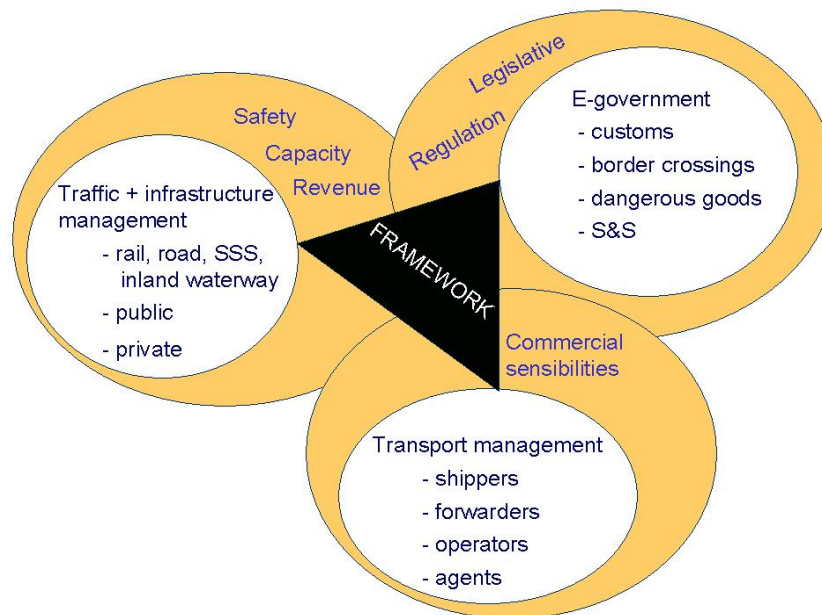 Safety
Capacity
Revenue
Traffic + infrastructure
management
- rail, road, SSS,
inland waterway
- public
- private
Legislative
Regulation
E-government
- customs
- border crossings
- dangerous goods
- S&S
FRAMEWORK
Commercial
sensibilities
Transport management
- shippers
- forwarders
- operators
- agents